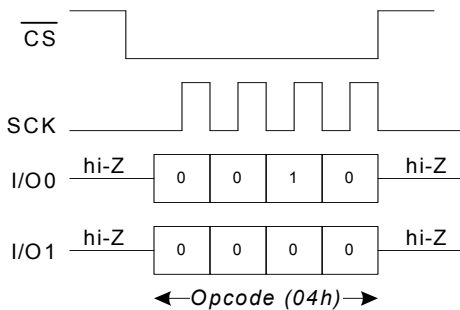 CS
SCK
I/O0 hi-Z 0 0 1 0 hi-Z
I/O1 hi-Z 0 0 0 0 hi-Z
Opcode (04h)